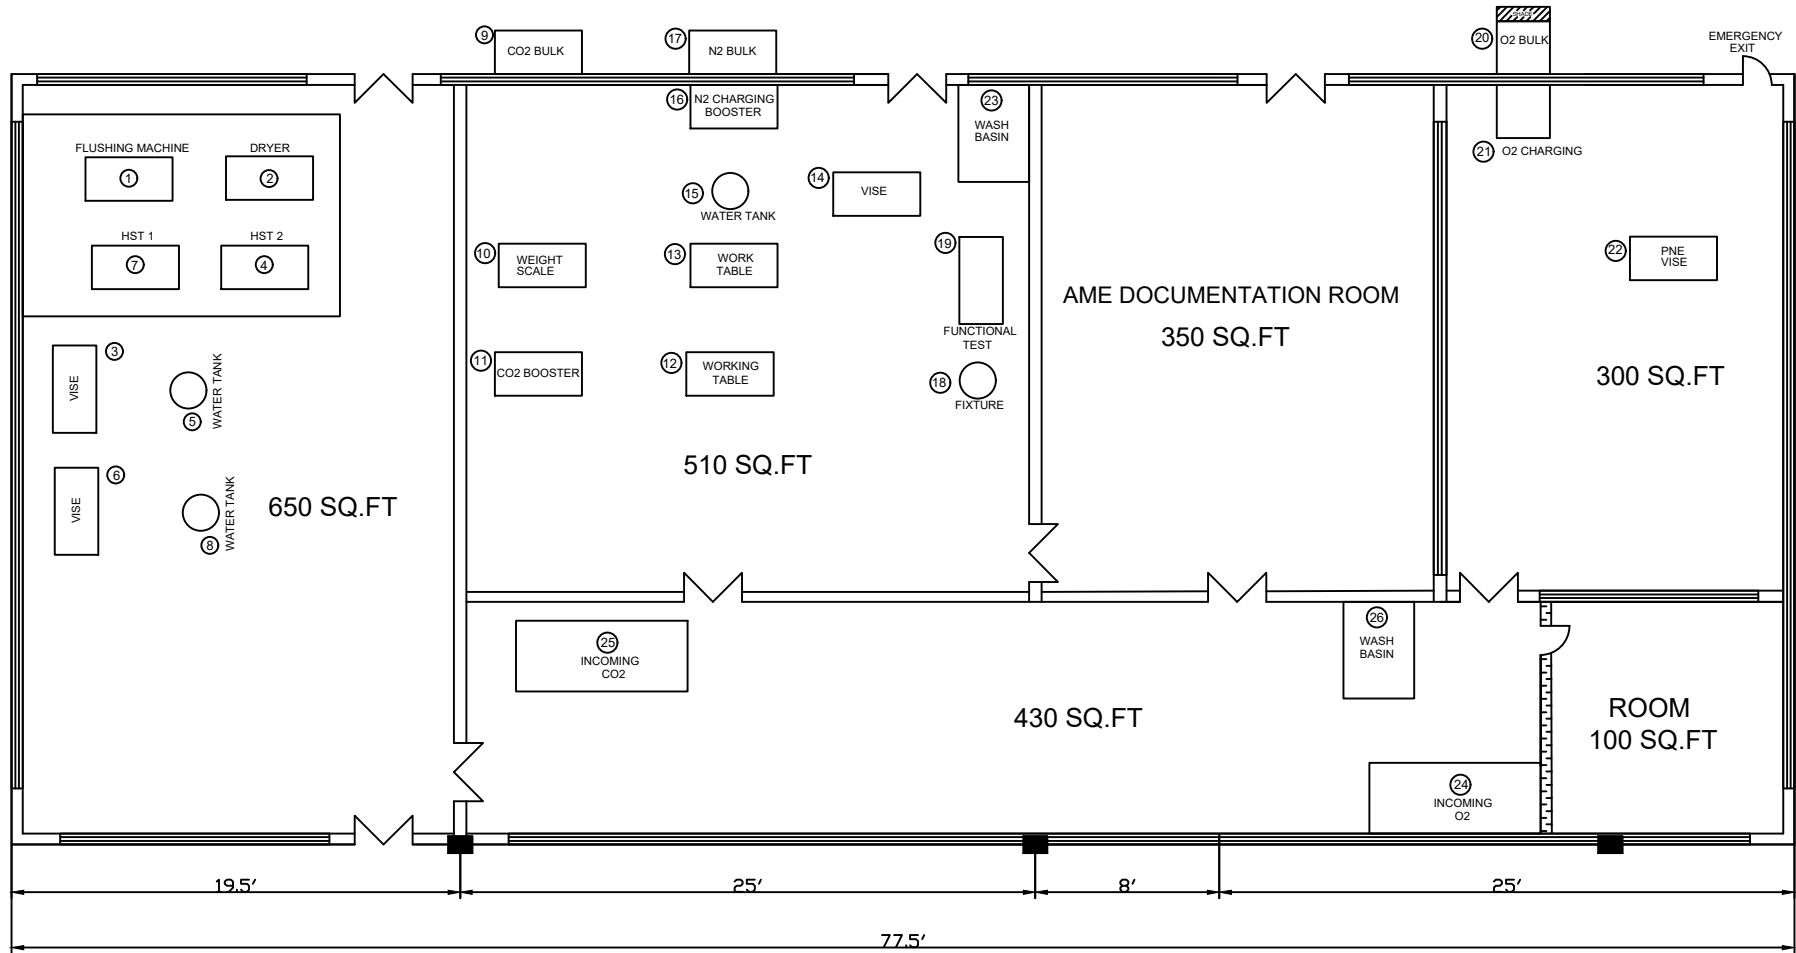 9
CO2 BULK
17
N2 BULK
SHADE
20
O2 BULK
EMERGENCY
EXIT
16
N2 CHARGING
BOOSTER
23
WASH
BASIN
21
O2 CHARGING
FLUSHING MACHINE
1
DRYER
2
HST 1
7
HST 2
4
15
WATER TANK
14
VISE
10
WEIGHT
SCALE
13
WORK
TABLE
19
FUNCTIONAL
TEST
22
PNE
VISE
AME DOCUMENTATION ROOM
350 SQ.FT
300 SQ.FT
3
VISE
5
WATER TANK
11
CO2 BOOSTER
12
WORKING
TABLE
18
FIXTURE
6
VISE
8
WATER TANK
650 SQ.FT
510 SQ.FT
25
INCOMING
CO2
26
WASH
BASIN
430 SQ.FT
ROOM
100 SQ.FT
24
INCOMING
O2
19.5'
25'
8'
25'
77.5'